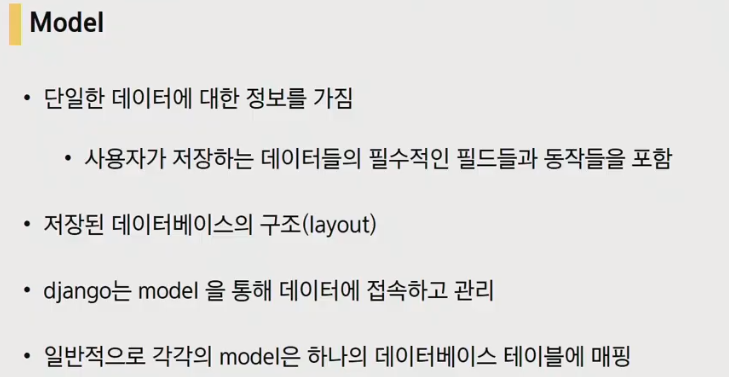 Model
• 단일한 데이터에 대한 정보를 가짐
• 사용자가 저장하는 데이터들의 필수적인 필드들과 동작들을 포함
• 저장된 데이터베이스의 구조(layout)
• django는 model 을 통해 데이터에 접속하고 관리
• 일반적으로 각각의 model은 하나의 데이터베이스 테이블에 매핑